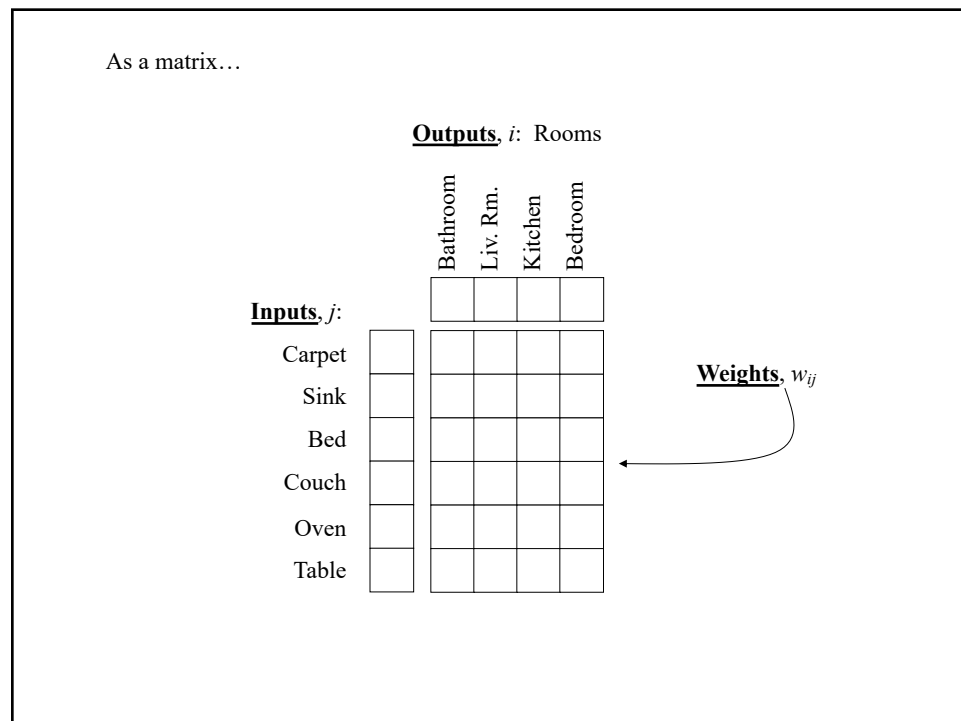 As a matrix…
Outputs, i: Rooms
Bathroom
Liv. Rm.
Kitchen
Bedroom
Inputs, j:
Carpet
Sink
Bed
Couch
Oven
Table
Weights, wij